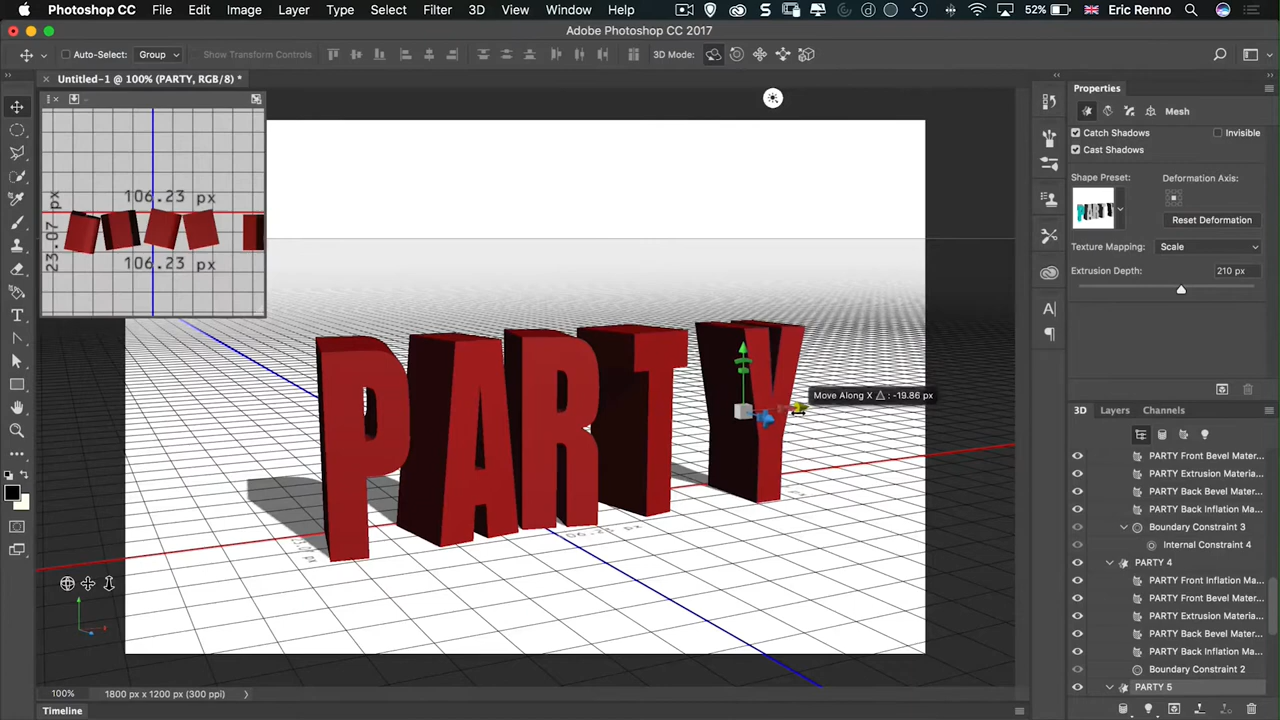 Photoshop CC File Edit Image Layer Type Select Filter 3D View Window Help 52% Eric Renno
Adobe Photoshop CC 2017
Auto-Select: Group Show Transform Controls 3D Mode:
Untitled-1 @ 100% (PARTY, RGB/8) *
106.23 px
23.07 px
106.23 px
PARTY
Move Along X △ : -19.86 px
100% 1800 px x 1200 px (300 ppi)
Timeline
Properties
Mesh
Catch Shadows Invisible
Cast Shadows
Shape Preset: Deformation Axis:
Reset Deformation
Texture Mapping: Scale
Extrusion Depth: 210 px
3D Layers Channels
PARTY Front Bevel Mater...
PARTY Extrusion Materia...
PARTY Back Bevel Mater...
PARTY Back Inflation Ma...
Boundary Constraint 3
Internal Constraint 4
PARTY 4
PARTY Front Inflation Ma...
PARTY Front Bevel Mater...
PARTY Extrusion Materia...
PARTY Back Bevel Mater...
PARTY Back Inflation Ma...
Boundary Constraint 2
PARTY 5